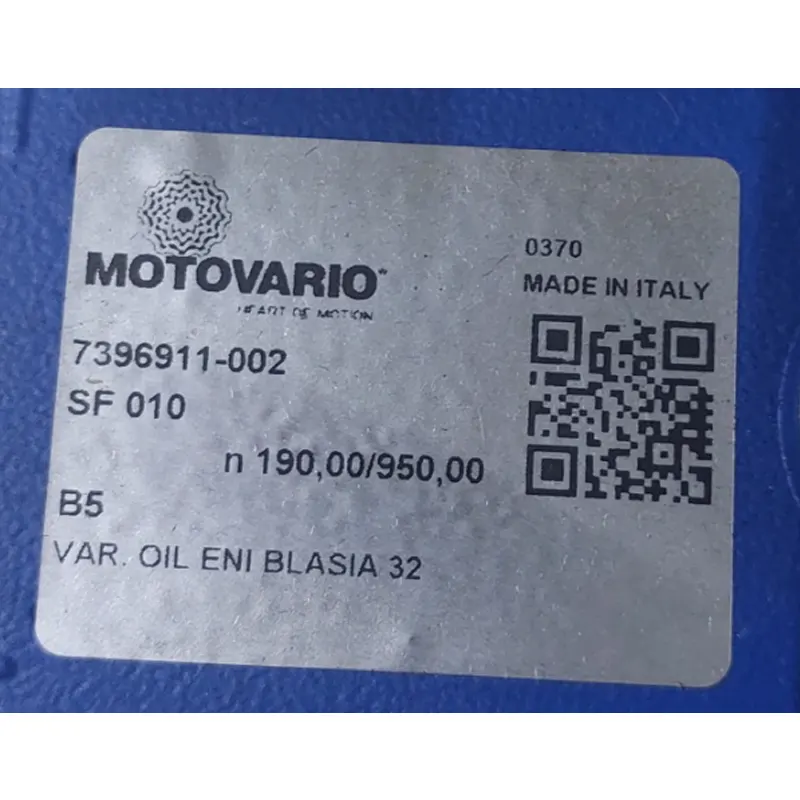 MOTOVARIO
HEART OF MOTION
0370
MADE IN ITALY
7396911-002
SF 010
n 190,00/950,00
B5
VAR. OIL ENI BLASIA 32